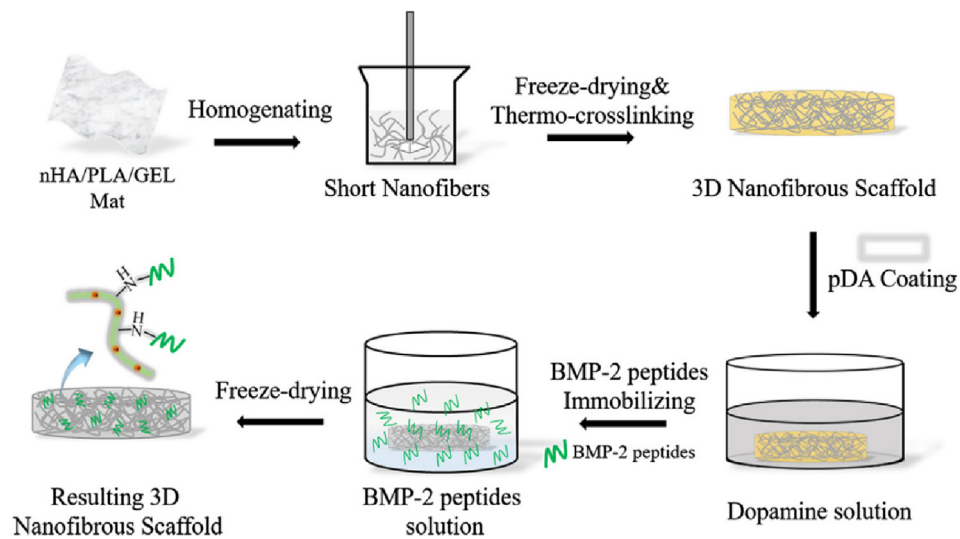 nHA/PLA/GEL
Mat
Homogenating
Short Nanofibers
Freeze-drying&
Thermo-crosslinking
3D Nanofibrous Scaffold
pDA Coating
Dopamine solution
BMP-2 peptides
Immobilizing
BMP-2 peptides
BMP-2 peptides
solution
Freeze-drying
H
N
H
N
Resulting 3D
Nanofibrous Scaffold